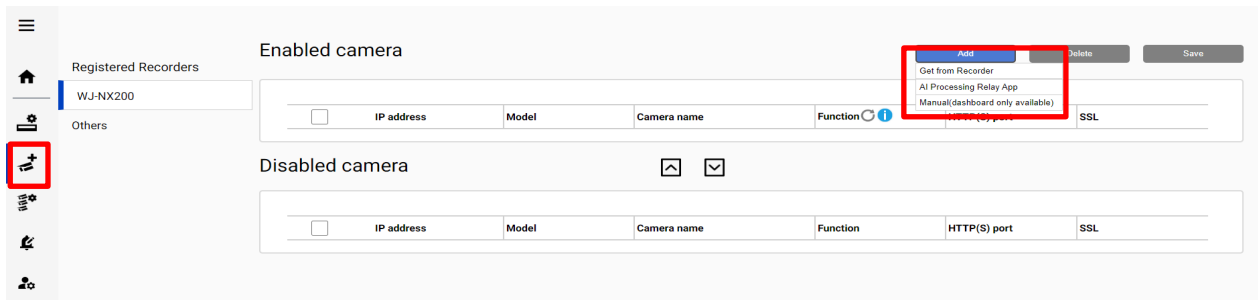 Enabled camera
Add
Delete
Save
Registered Recorders
WJ-NX200
Others
Get from Recorder
AI Processing Relay App
Manual(dashboard only available)
IP address Model Camera name Function HTTP(S) port SSL
Disabled camera
IP address Model Camera name Function HTTP(S) port SSL